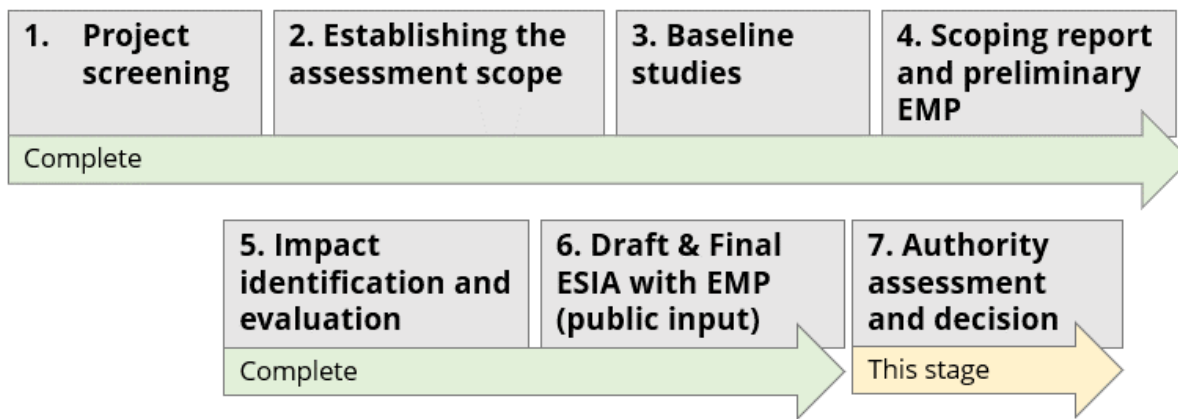 1. Project
screening
2. Establishing the
assessment scope
3. Baseline
studies
4. Scoping report
and preliminary
EMP
Complete
5. Impact
identification and
evaluation
6. Draft & Final
ESIA with EMP
(public input)
7. Authority
assessment
and decision
Complete
This stage